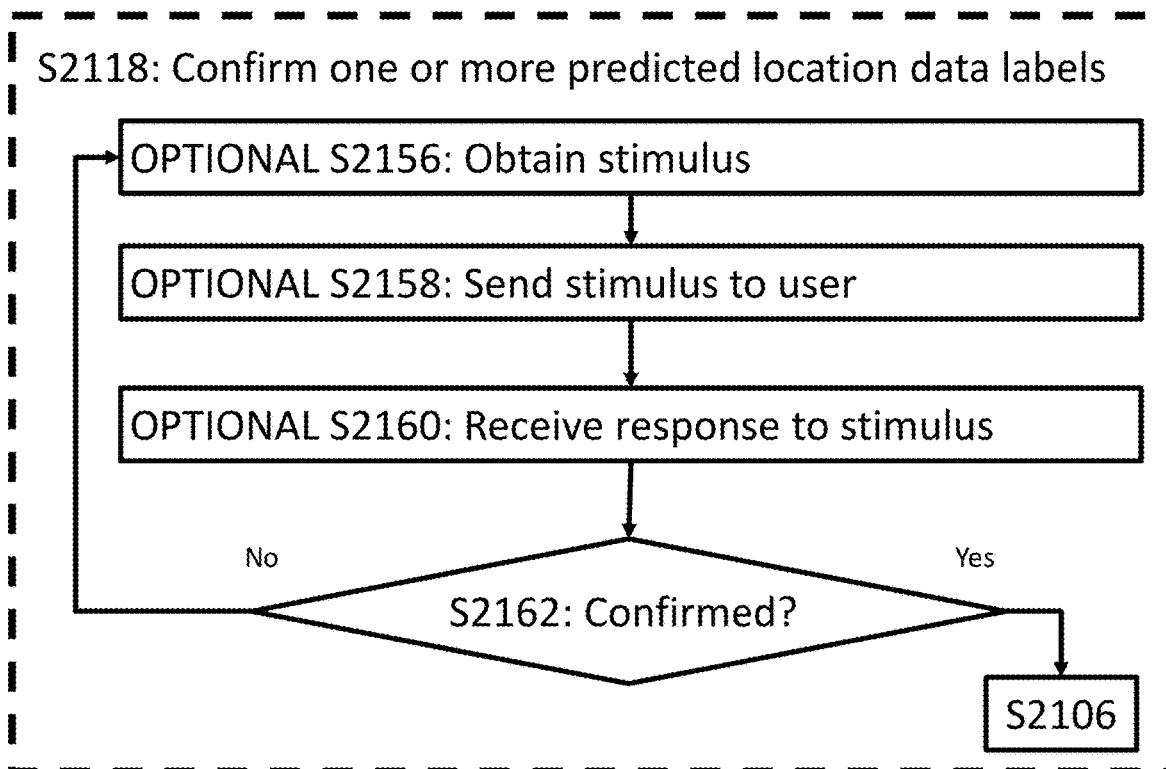 S2118: Confirm one or more predicted location data labels
OPTIONAL S2156: Obtain stimulus
OPTIONAL S2158: Send stimulus to user
OPTIONAL S2160: Receive response to stimulus
No
Yes
S2162: Confirmed?
S2106